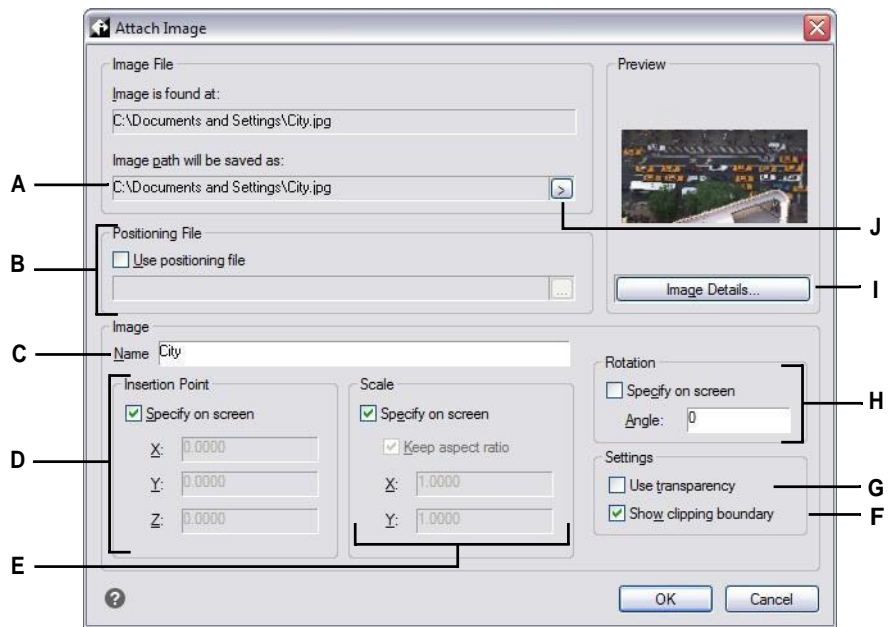 Attach Image
Image File
Image is found at:
C:\Documents and Settings\City.jpg
Image path will be saved as:
A
C:\Documents and Settings\City.jpg
>
J
Preview
Image Details...
I
B
Positioning File
Use positioning file
...
Image
C
Name City
D
Insertion Point
Specify on screen
X: 0.0000
Y: 0.0000
Z: 0.0000
Scale
Specify on screen
Keep aspect ratio
X: 1.0000
Y: 1.0000
E
Rotation
Specify on screen
Angle: 0
H
Settings
Use transparency
G
Show clipping boundary
F
?
OK
Cancel